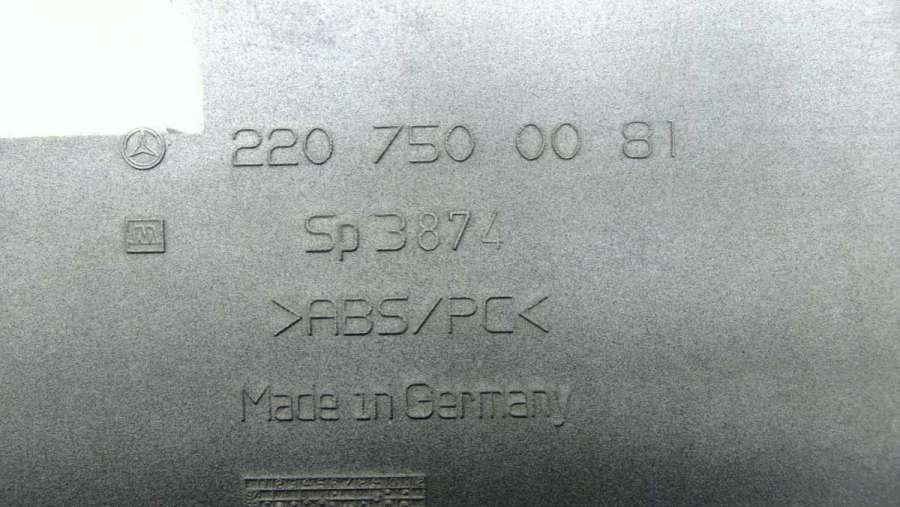 220 750 00 81
Sp 3874
>ABS/PC<
Made in Germany